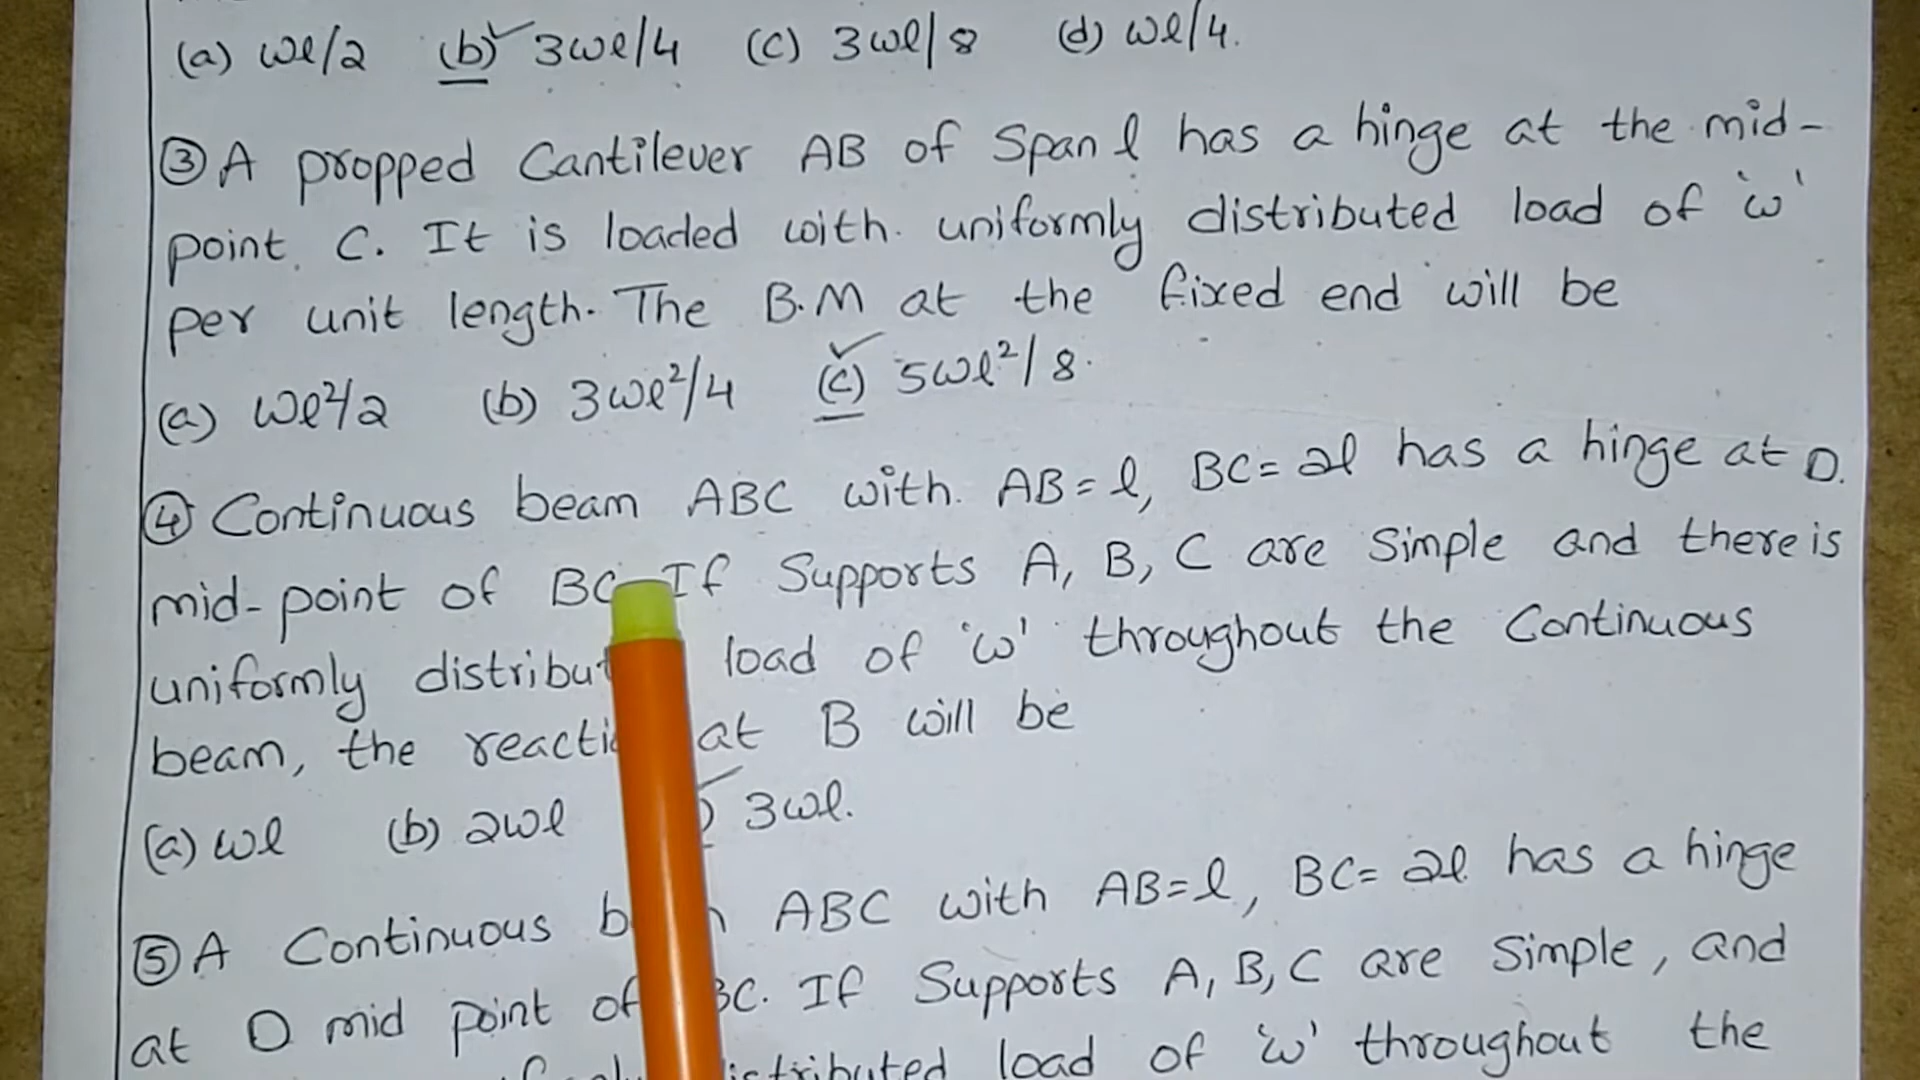 (a) wl/2 (b) 3wl/4 (c) 3wl/8 (d) wl/4.
③ A propped Cantilever AB of Span l has a hinge at the mid-
point C. It is loaded with uniformly distributed load of 'w'
per unit length. The B.M at the fixed end will be
(a) wl²/2 (b) 3wl²/4 (c) 5wl²/8.
④ Continuous beam ABC with. AB = l, BC = 2l has a hinge at D.
mid-point of BC. If Supports A, B, C are Simple and there is
uniformly load of 'w' throughout the Continuous
beam, the at B will be
(a) wl (b) 2wl 3wl.
⑤ A Continuous ABC with AB = l, BC = 2l has a hinge
at D mid point of BC. If Supports A, B, C are Simple, and
load of 'w' throughout the